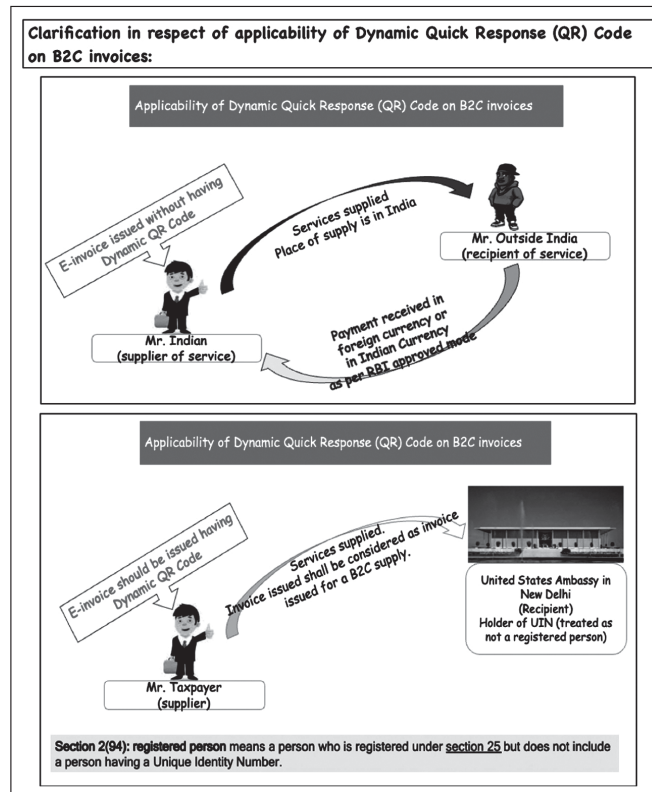 Clarification in respect of applicability of Dynamic Quick Response (QR) Code
on B2C invoices:
Applicability of Dynamic Quick Response (QR) Code on B2C invoices
E-invoice issued without having
Dynamic QR Code
Services supplied
Place of supply is in India
Mr. Outside India
(recipient of service)
Mr. Indian
(supplier of service)
Payment received in
foreign currency or
in Indian Currency
as per RBI approved mode
Applicability of Dynamic Quick Response (QR) Code on B2C invoices
E-invoice should be issued having
Dynamic QR Code
Services supplied.
Invoice issued shall be considered as invoice
issued for a B2C supply.
United States Embassy in
New Delhi
(Recipient)
Holder of UIN (treated as
not a registered person)
Mr. Taxpayer
(supplier)
Section 2(94): registered person means a person who is registered under section 25 but does not include
a person having a Unique Identity Number.